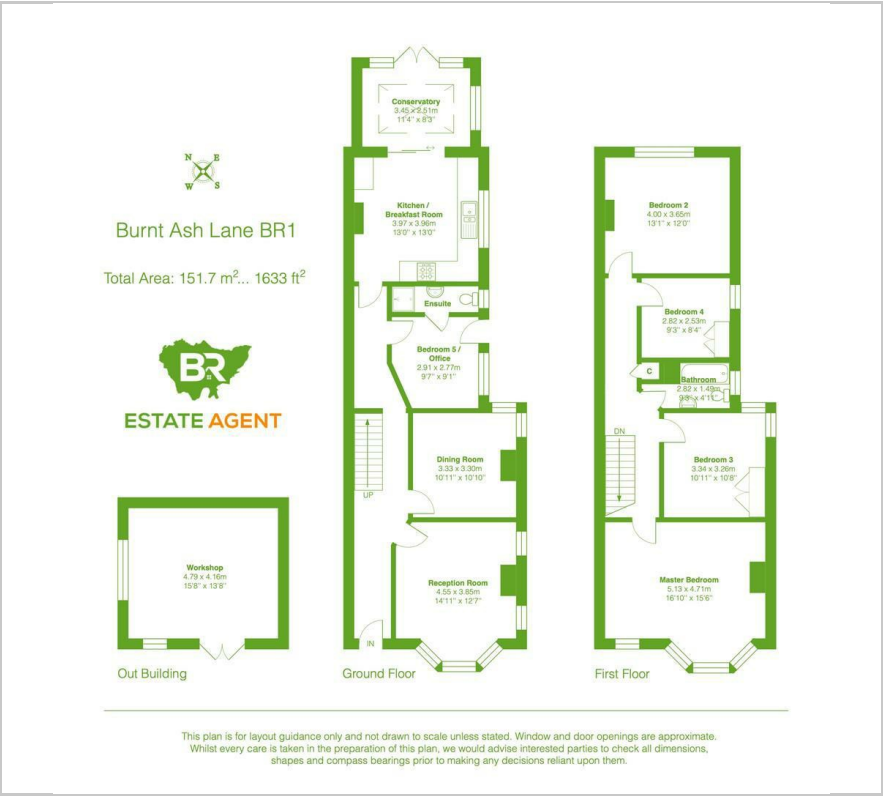 N E
W S
Burnt Ash Lane BR1
Total Area: 151.7 m²... 1633 ft²
BR
ESTATE AGENT
Workshop
4.79 x 4.16m
15'8" x 13'8"
Out Building
Conservatory
3.45 x 2.51m
11'4" x 8'3"
Kitchen /
Breakfast Room
3.97 x 3.96m
13'0" x 13'0"
Ensuite
Bedroom 5 /
Office
2.91 x 2.77m
9'7" x 9'1"
UP
Dining Room
3.33 x 3.30m
10'11" x 10'10"
Reception Room
4.55 x 3.85m
14'11" x 12'7"
IN
Ground Floor
Bedroom 2
4.00 x 3.65m
13'1" x 12'0"
Bedroom 4
2.82 x 2.53m
9'3" x 8'4"
C
Bathroom
2.82 x 1.49m
9'3" x 4'11"
DN
Bedroom 3
3.34 x 3.26m
10'11" x 10'8"
Master Bedroom
5.13 x 4.71m
16'10" x 15'6"
First Floor
This plan is for layout guidance only and not drawn to scale unless stated. Window and door openings are approximate.
Whilst every care is taken in the preparation of this plan, we would advise interested parties to check all dimensions,
shapes and compass bearings prior to making any decisions reliant upon them.